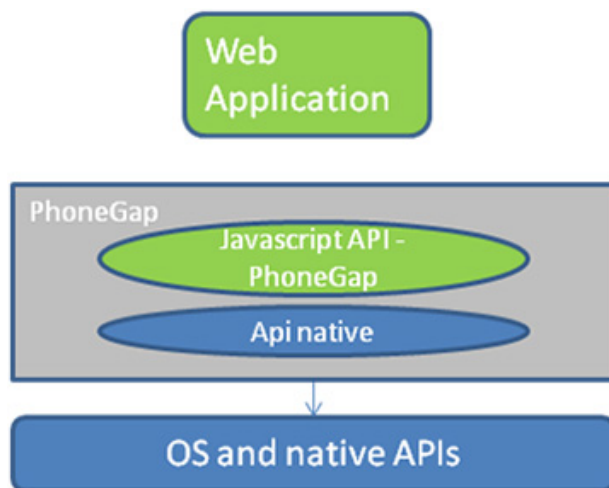 Web
Application
PhoneGap
Javascript API -
PhoneGap
Api native
OS and native APIs